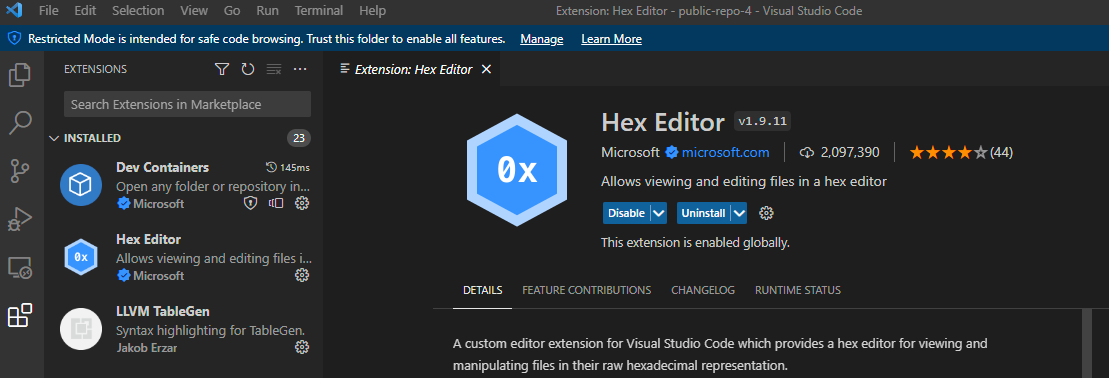 File Edit Selection View Go Run Terminal Help Extension: Hex Editor - public-repo-4 - Visual Studio Code
Restricted Mode is intended for safe code browsing. Trust this folder to enable all features. Manage Learn More
EXTENSIONS ···
Extension: Hex Editor
Search Extensions in Marketplace
INSTALLED 23
Dev Containers 145ms
Open any folder or repository in...
Microsoft
Hex Editor
Allows viewing and editing files i...
Microsoft
LLVM TableGen
Syntax highlighting for TableGen.
Jakob Erzar
0x
0x
Hex Editor v1.9.11
Microsoft microsoft.com 2,097,390 (44)
Allows viewing and editing files in a hex editor
Disable Uninstall
This extension is enabled globally.
DETAILS FEATURE CONTRIBUTIONS CHANGELOG RUNTIME STATUS
A custom editor extension for Visual Studio Code which provides a hex editor for viewing and
manipulating files in their raw hexadecimal representation.